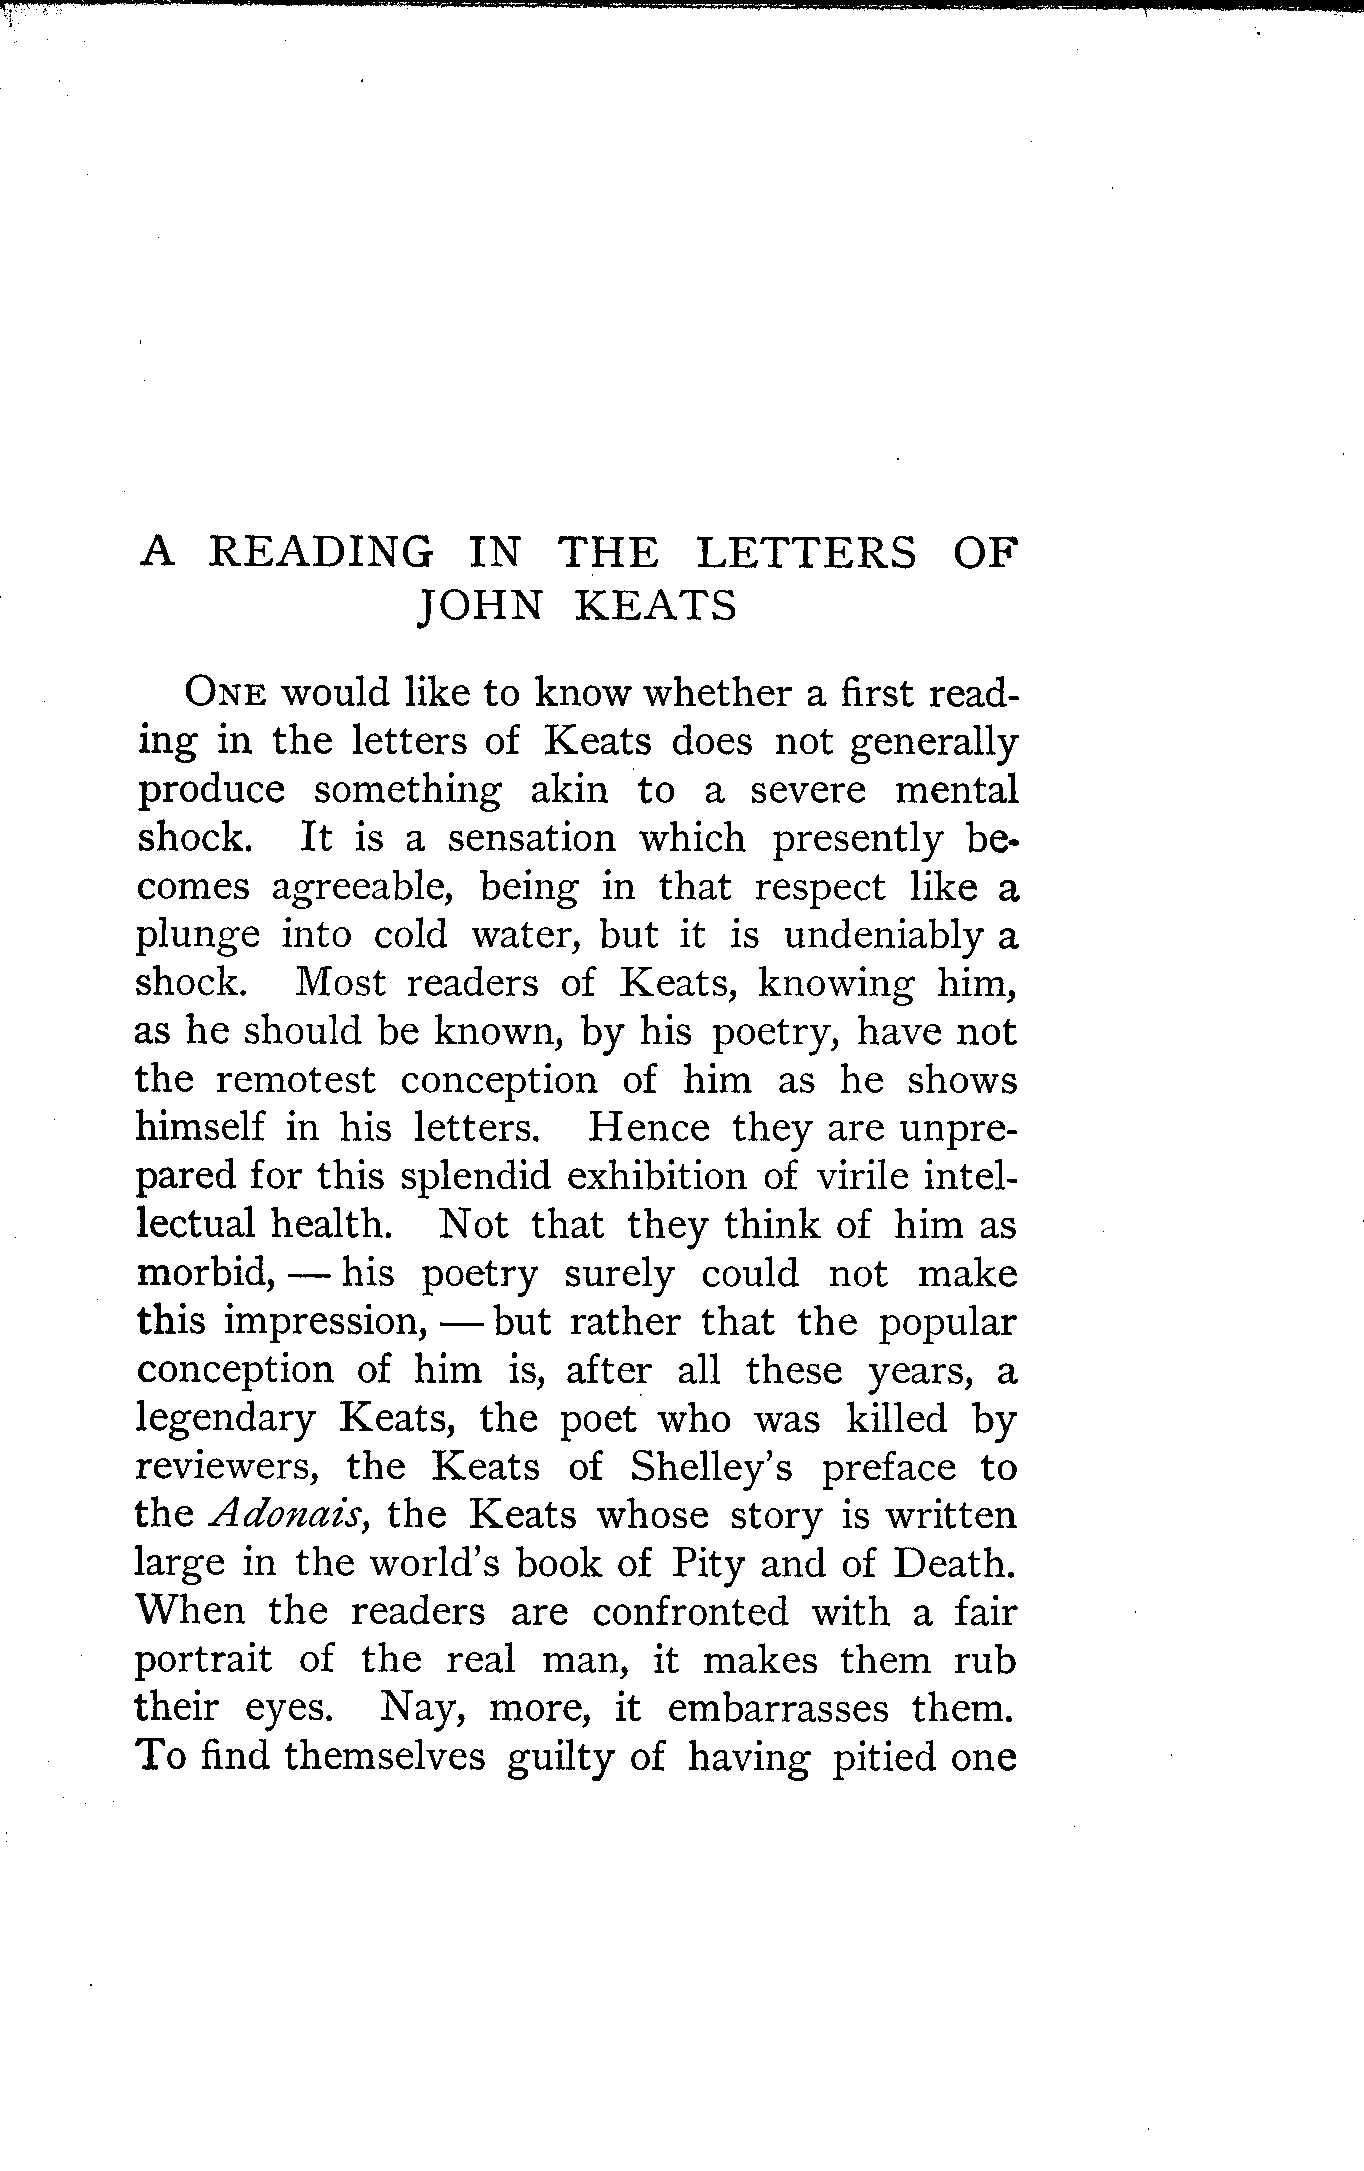 A READING IN THE LETTERS OF
JOHN KEATS
ONE would like to know whether a first read-
ing in the letters of Keats does not generally
produce something akin to a severe mental
shock. It is a sensation which presently be-
comes agreeable, being in that respect like a
plunge into cold water, but it is undeniably a
shock. Most readers of Keats, knowing him,
as he should be known, by his poetry, have not
the remotest conception of him as he shows
himself in his letters. Hence they are unpre-
pared for this splendid exhibition of virile intel-
lectual health. Not that they think of him as
morbid, — his poetry surely could not make
this impression, — but rather that the popular
conception of him is, after all these years, a
legendary Keats, the poet who was killed by
reviewers, the Keats of Shelley's preface to
the Adonais, the Keats whose story is written
large in the world's book of Pity and of Death.
When the readers are confronted with a fair
portrait of the real man, it makes them rub
their eyes. Nay, more, it embarrasses them.
To find themselves guilty of having pitied one